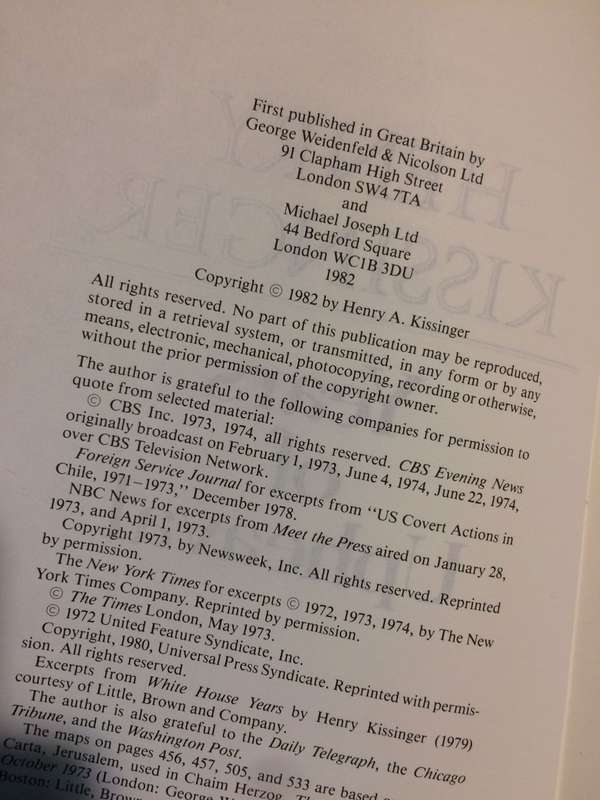 First published in Great Britain by
George Weidenfeld & Nicolson Ltd
91 Clapham High Street
London SW4 7TA
and
Michael Joseph Ltd
44 Bedford Square
London WC1B 3DU
1982
Copyright © 1982 by Henry A. Kissinger
All rights reserved. No part of this publication may be reproduced,
stored in a retrieval system, or transmitted, in any form or by any
means, electronic, mechanical, photocopying, recording or otherwise,
without the prior permission of the copyright owner.
The author is grateful to the following companies for permission to
quote from selected material:
© CBS Inc. 1973, 1974, all rights reserved. CBS Evening News
originally broadcast on February 1, 1973, June 4, 1974, June 22, 1974,
over CBS Television Network.
Foreign Service Journal for excerpts from "US Covert Actions in
Chile, 1971–1973," December 1978.
NBC News for excerpts from Meet the Press aired on January 28,
1973, and April 1, 1973.
Copyright 1973, by Newsweek, Inc. All rights reserved. Reprinted
by permission.
The New York Times for excerpts © 1972, 1973, 1974, by The New
York Times Company. Reprinted by permission.
© The Times London, May 1973.
© 1972 United Feature Syndicate, Inc.
Copyright, 1980, Universal Press Syndicate. Reprinted with permis-
sion. All rights reserved.
Excerpts from White House Years by Henry Kissinger (1979)
courtesy of Little, Brown and Company.
The author is also grateful to the Daily Telegraph, the Chicago
Tribune, and the Washington Post.
The maps on pages 456, 457, 505, and 533 are based
Carta, Jerusalem, used in Chaim Herzog,
October 1973 (London: George
Boston: Little, Brown
HENRY
KISSINGER